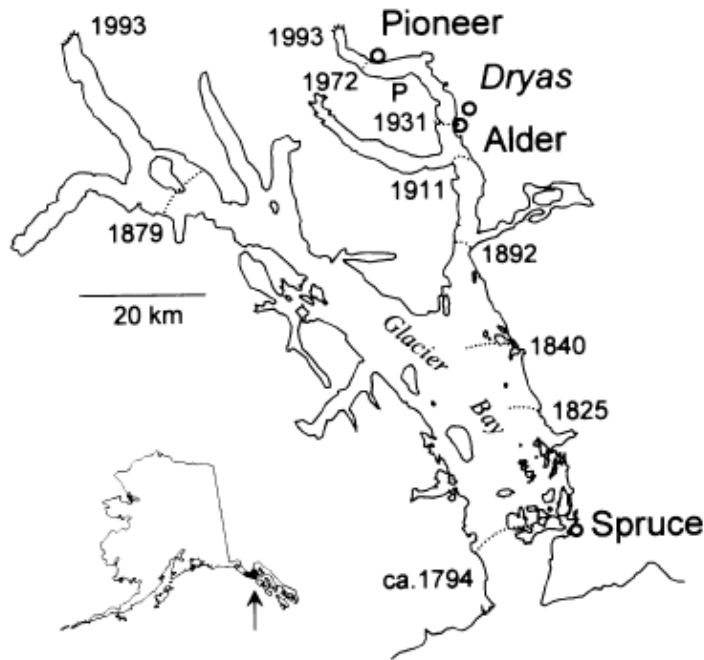 1993
1993
Pioneer
1972
Dryas
P
1931
Alder
1911
1879
1892
20 km
Glacier
1840
Bay
1825
Spruce
ca.1794